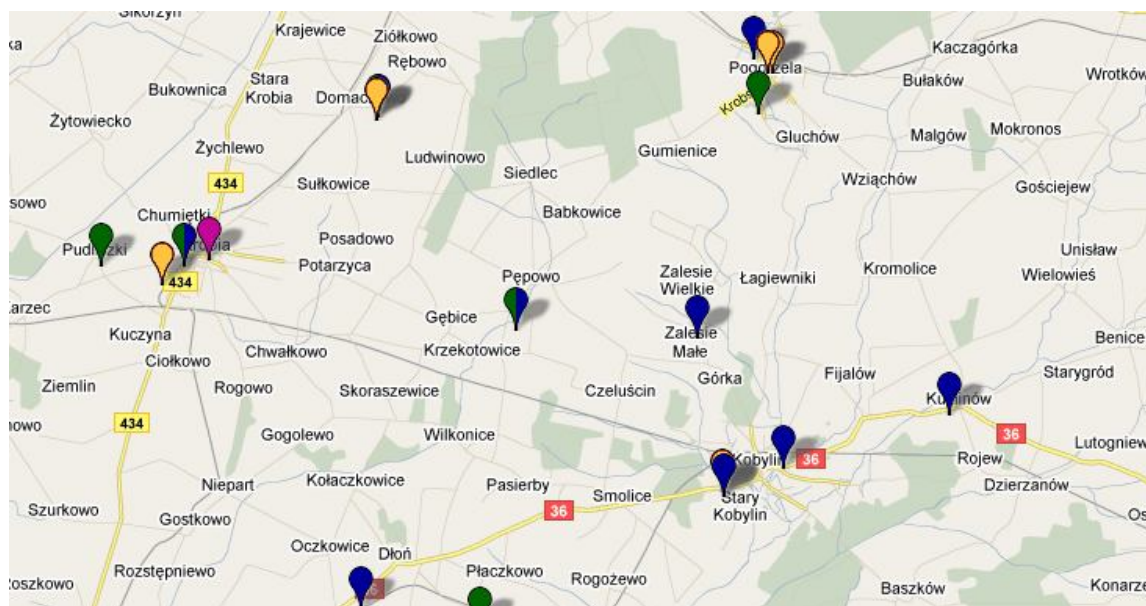 Sikorzyn
Krajewice
Ziółkowo
Rębowo
Kaczagórka
Pogorzela
Wrotków
Bułaków
Stara
Krobia
Bukownica
Żytowiecko
Gluchów
Malgów
Mokronos
Żychlewo
Ludwinowo
Gumienice
Siedlec
Wziąchów
Gościejew
434
Sułkowice
Babkowice
Chumiętki
Posadowo
Potarzyca
Unisław
Wielowieś
Kromolice
Łagiewniki
Zalesie
Wielkie
Pępowo
434
Gębice
Zalesie
Małe
Kuczyna
Ciołkowo
Chwałkowo
Krzekotowice
Benice
Starygród
Fijałów
Górka
Ziemlin
Rogowo
Skoraszewice
Czeluścin
434
Gogolewo
Wilkonice
36
Lutogniew
Kobylin
36
Rojew
Dzierzanów
Niepart
Kołaczkowice
Pasierby
Smolice
Stary
Kobylin
Szurkowo
Gostkowo
36
Oczkowice
Dłoń
Rozstępniewo
Płaczkowo
Rogożewo
Baszków